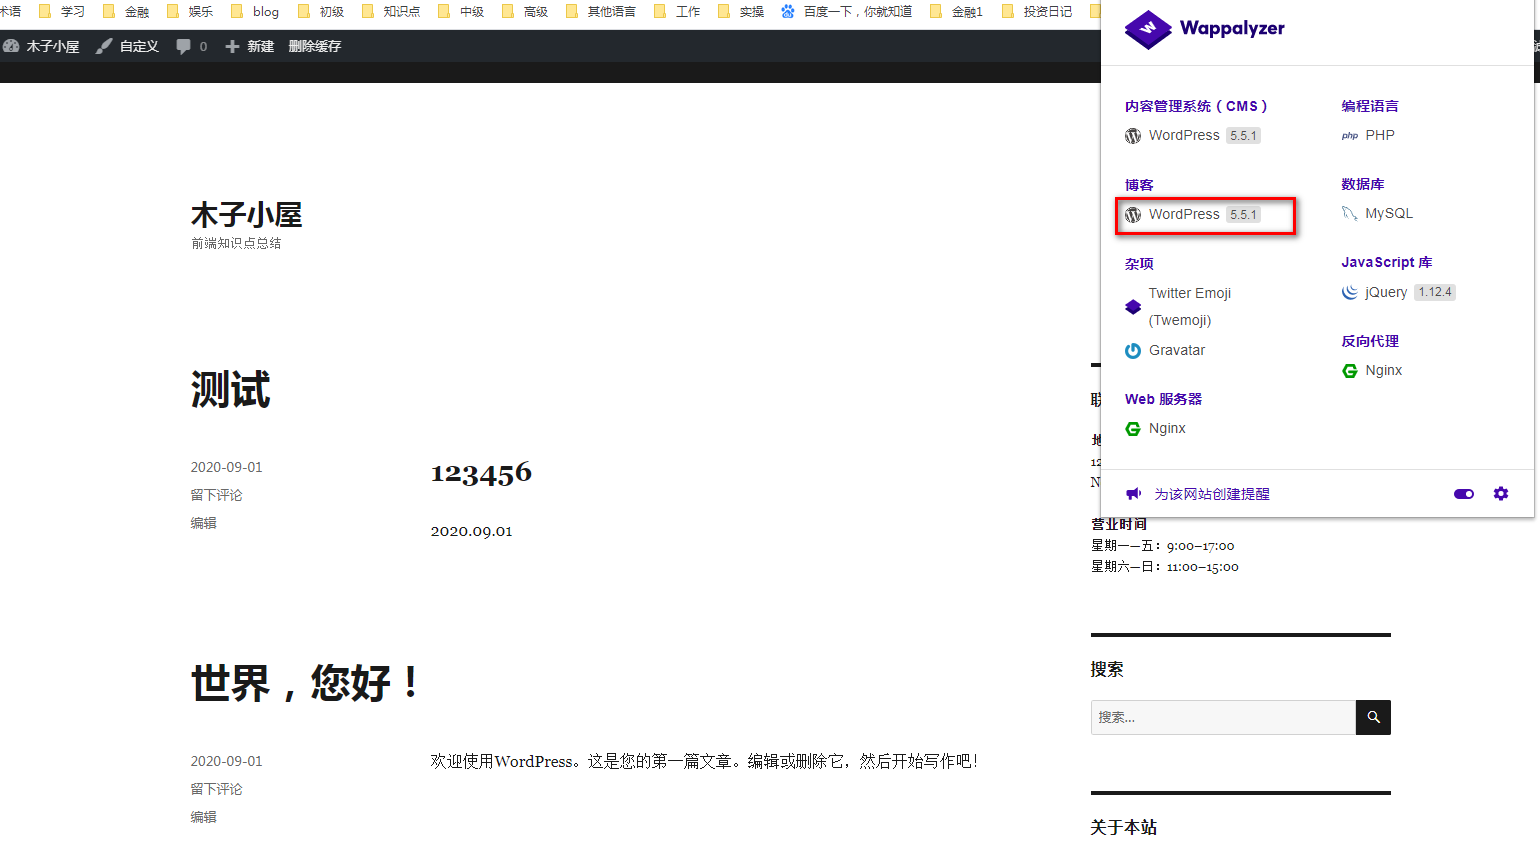 术语 学习 金融 娱乐 blog 初级 知识点 中级 高级 其他语言 工作 实操 百度一下，你就知道 金融1 投资日记
木子小屋 自定义 0 新建 删除缓存
木子小屋
前端知识点总结
测试
2020-09-01
留下评论
编辑
123456
2020.09.01
世界，您好！
2020-09-01
留下评论
编辑
欢迎使用WordPress。这是您的第一篇文章。编辑或删除它，然后开始写作吧！
Wappalyzer
内容管理系统（CMS）
WordPress 5.5.1
博客
WordPress 5.5.1
杂项
Twitter Emoji
(Twemoji)
Gravatar
Web 服务器
Nginx
编程语言
php PHP
数据库
MySQL
JavaScript 库
jQuery 1.12.4
反向代理
Nginx
为该网站创建提醒
联
地
12
N
营业时间
星期一—五：9:00–17:00
星期六—日：11:00–15:00
搜索
搜索…
关于本站